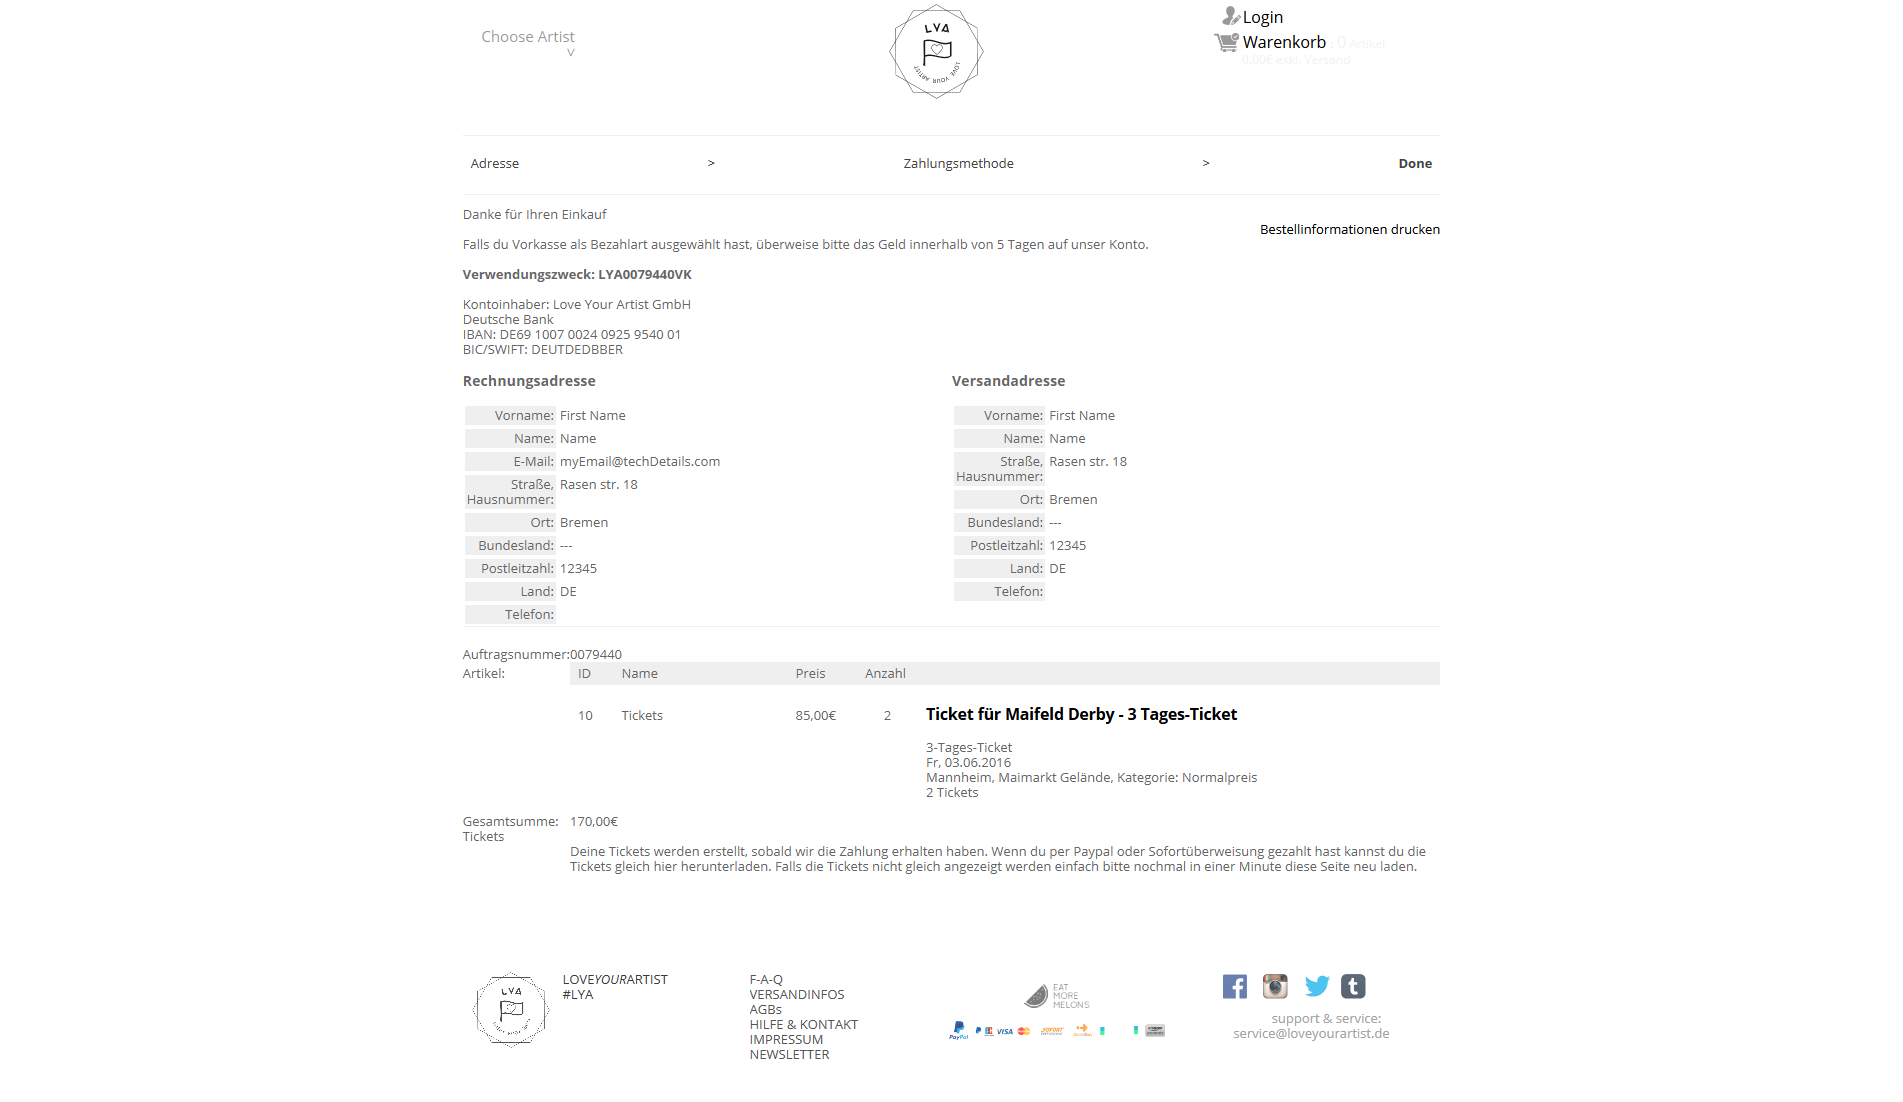 Choose Artist
V
LVA
LOVE YOUR ARTIST
Login
Warenkorb : 0 Artikel
0,00€ exkl. Versand
Adresse > Zahlungsmethode > Done
Danke für Ihren Einkauf
Bestellinformationen drucken
Falls du Vorkasse als Bezahlart ausgewählt hast, überweise bitte das Geld innerhalb von 5 Tagen auf unser Konto.
Verwendungszweck: LYA0079440VK
Kontoinhaber: Love Your Artist GmbH
Deutsche Bank
IBAN: DE69 1007 0024 0925 9540 01
BIC/SWIFT: DEUTDEDBBER
Rechnungsadresse
Vorname: First Name
Name: Name
E-Mail: myEmail@techDetails.com
Straße, Rasen str. 18
Hausnummer:
Ort: Bremen
Bundesland: ---
Postleitzahl: 12345
Land: DE
Telefon:
Versandadresse
Vorname: First Name
Name: Name
Straße, Rasen str. 18
Hausnummer:
Ort: Bremen
Bundesland: ---
Postleitzahl: 12345
Land: DE
Telefon:
Auftragsnummer:0079440
Artikel: ID Name Preis Anzahl
10 Tickets 85,00€ 2 Ticket für Maifeld Derby - 3 Tages-Ticket
3-Tages-Ticket
Fr, 03.06.2016
Mannheim, Maimarkt Gelände, Kategorie: Normalpreis
2 Tickets
Gesamtsumme: 170,00€
Tickets
Deine Tickets werden erstellt, sobald wir die Zahlung erhalten haben. Wenn du per Paypal oder Sofortüberweisung gezahlt hast kannst du die
Tickets gleich hier herunterladen. Falls die Tickets nicht gleich angezeigt werden einfach bitte nochmal in einer Minute diese Seite neu laden.
LVA
LOVEYOURARTIST
#LYA
F-A-Q
VERSANDINFOS
AGBs
HILFE & KONTAKT
IMPRESSUM
NEWSLETTER
EAT
MORE
MELONS
PayPal VISA SOFORT
support & service:
service@loveyourartist.de